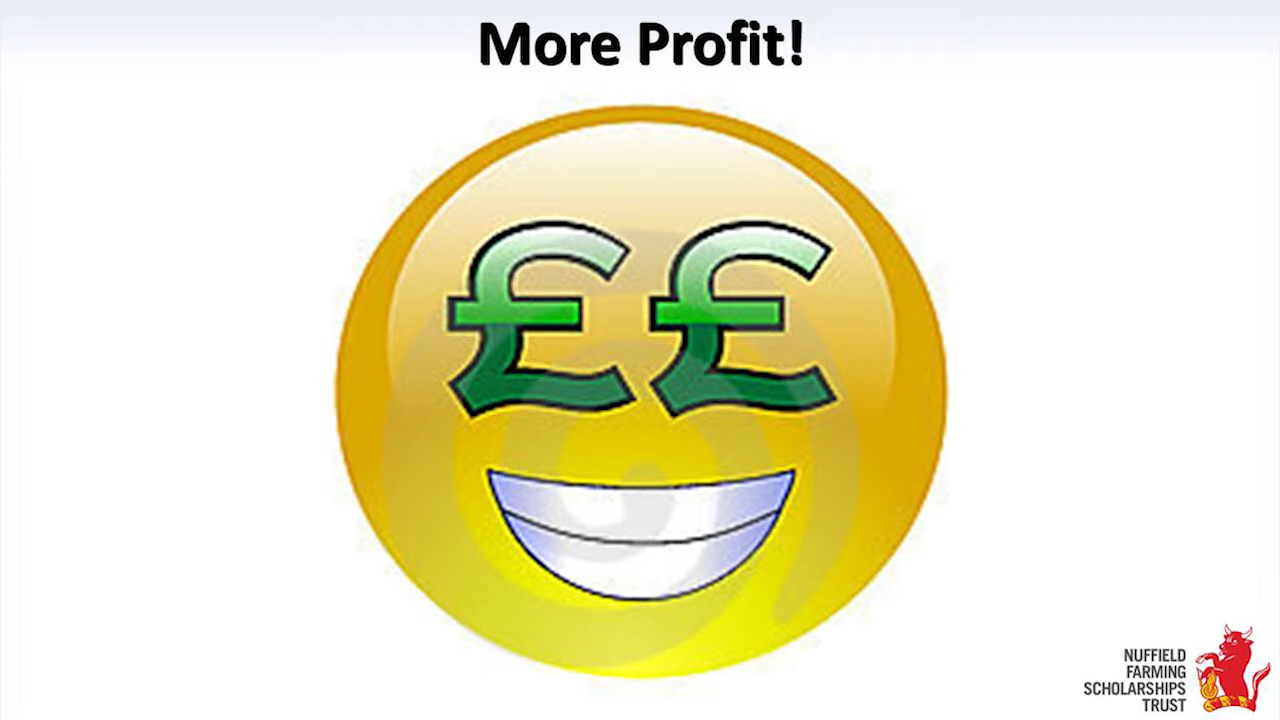 More Profit!
££
NUFFIELD
FARMING
SCHOLARSHIPS
TRUST